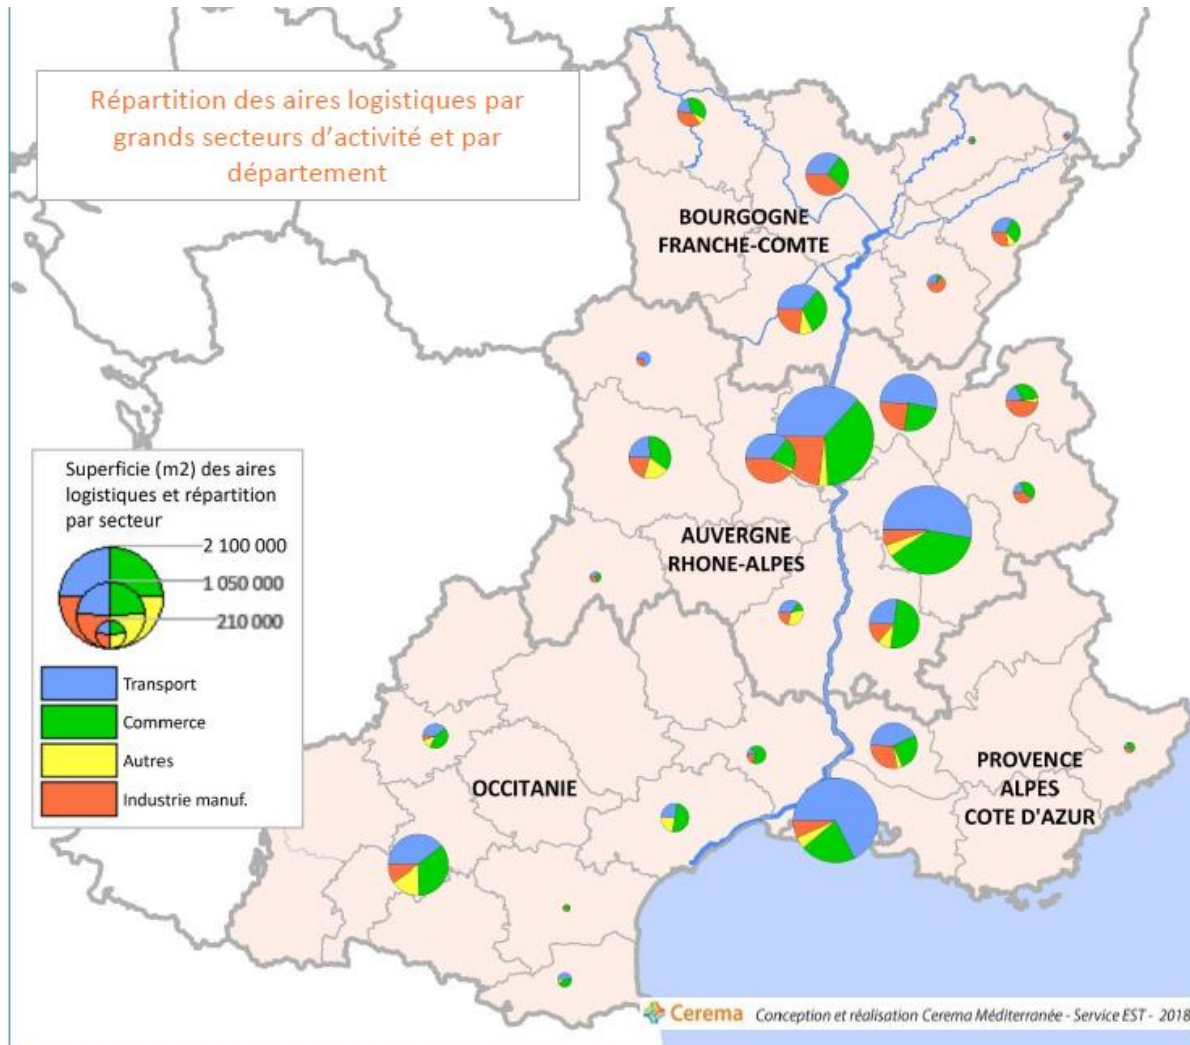 Répartition des aires logistiques par
grands secteurs d'activité et par
département
BOURGOGNE
FRANCHE-COMTE
Superficie (m2) des aires
logistiques et répartition
par secteur
2 100 000
1 050 000
210 000
Transport
Commerce
Autres
Industrie manuf.
AUVERGNE
RHONE-ALPES
OCCITANIE
PROVENCE
ALPES
COTE D'AZUR
Cerema Conception et réalisation Cerema Méditerranée - Service EST - 2018